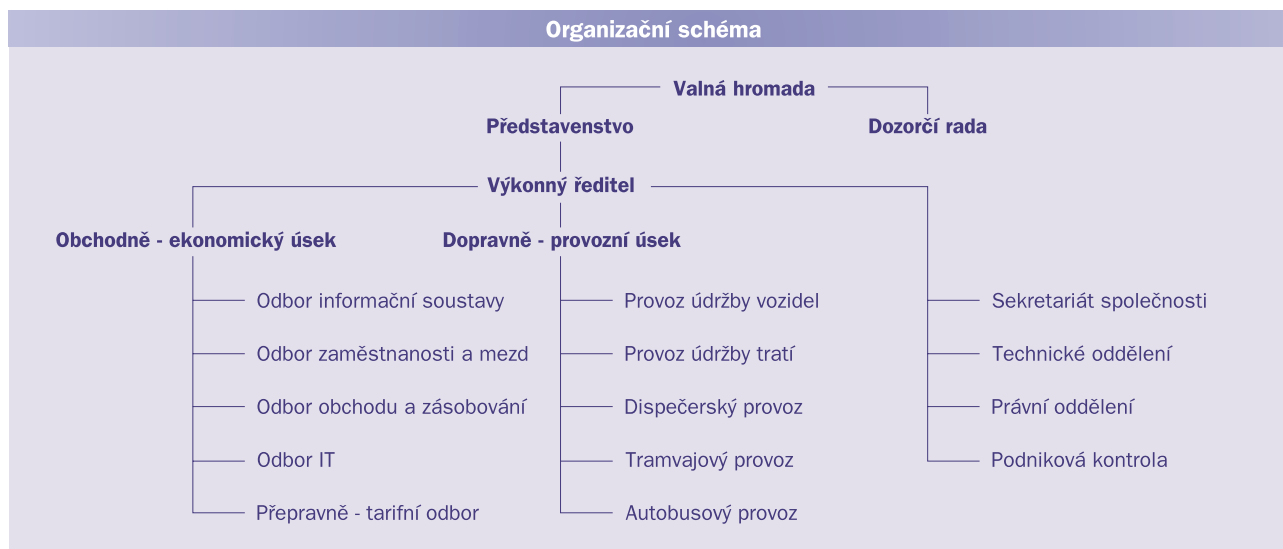 Organizační schéma
Valná hromada
Představenstvo
Dozorčí rada
Výkonný ředitel
Obchodně - ekonomický úsek
Dopravně - provozní úsek
Odbor informační soustavy
Provoz údržby vozidel
Sekretariát společnosti
Odbor zaměstnanosti a mezd
Provoz údržby tratí
Technické oddělení
Odbor obchodu a zásobování
Dispečerský provoz
Právní oddělení
Odbor IT
Tramvajový provoz
Podniková kontrola
Přepravně - tarifní odbor
Autobusový provoz